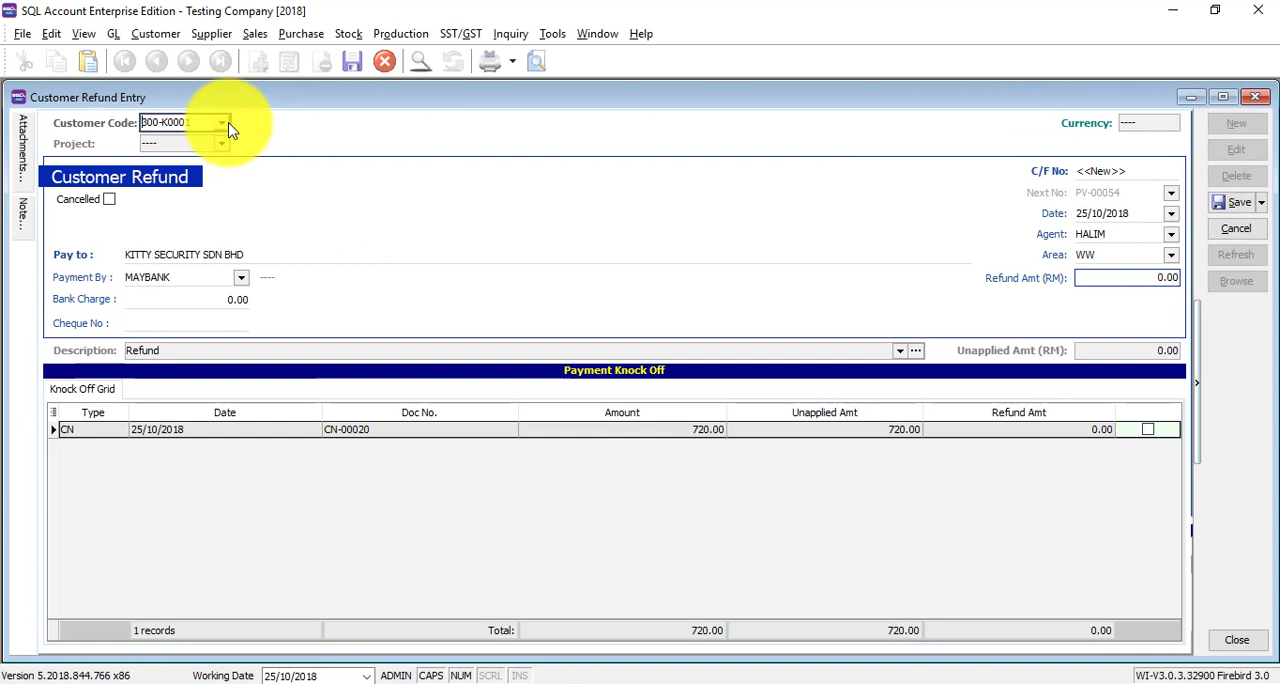 SQL Account Enterprise Edition - Testing Company [2018]
File Edit View GL Customer Supplier Sales Purchase Stock Production SST/GST Inquiry Tools Window Help
Customer Refund Entry
Attachments...
Note...
Customer Code: 300-K0001
Currency: ----
Project: ----
Customer Refund
Cancelled
C/F No: <<New>>
Next No: PV-00054
Date: 25/10/2018
Agent: HALIM
Pay to : KITTY SECURITY SDN BHD
Area: WW
Payment By : MAYBANK ----
Refund Amt (RM): 0.00
Bank Charge : 0.00
Cheque No :
Description: Refund
Unapplied Amt (RM): 0.00
Payment Knock Off
Knock Off Grid
Type Date Doc No. Amount Unapplied Amt Refund Amt
CN 25/10/2018 CN-00020 720.00 720.00 0.00
1 records Total: 720.00 720.00 0.00
New
Edit
Delete
Save
Cancel
Refresh
Browse
Close
Version 5.2018.844.766 x86 Working Date 25/10/2018 ADMIN CAPS NUM SCRL INS WI-V3.0.3.32900 Firebird 3.0